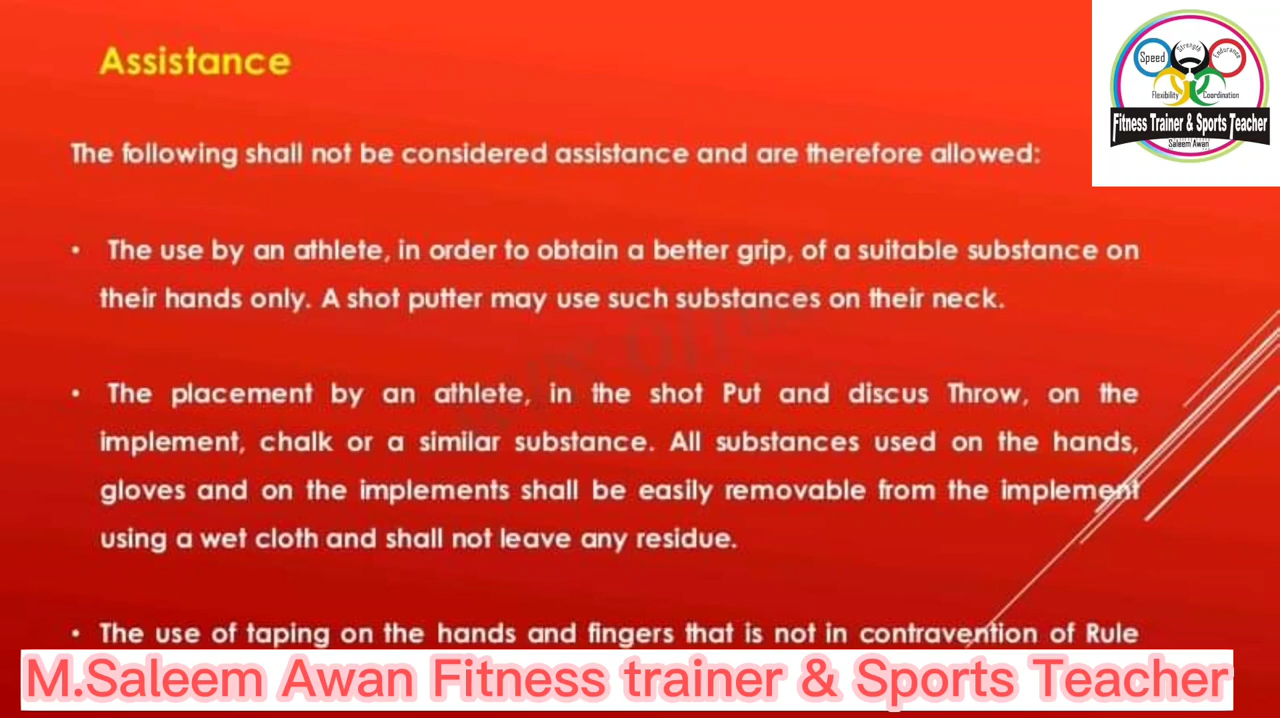 Assistance
Speed
Strength
Endurance
Flexibility
Coordination
Fitness Trainer & Sports Teacher
Saleem Awan
The following shall not be considered assistance and are therefore allowed:
• The use by an athlete, in order to obtain a better grip, of a suitable substance on
their hands only. A shot putter may use such substances on their neck.
• The placement by an athlete, in the shot Put and discus Throw, on the
implement, chalk or a similar substance. All substances used on the hands,
gloves and on the implements shall be easily removable from the implement
using a wet cloth and shall not leave any residue.
• The use of taping on the hands and fingers that is not in contravention of Rule
M.Saleem Awan Fitness trainer & Sports Teacher